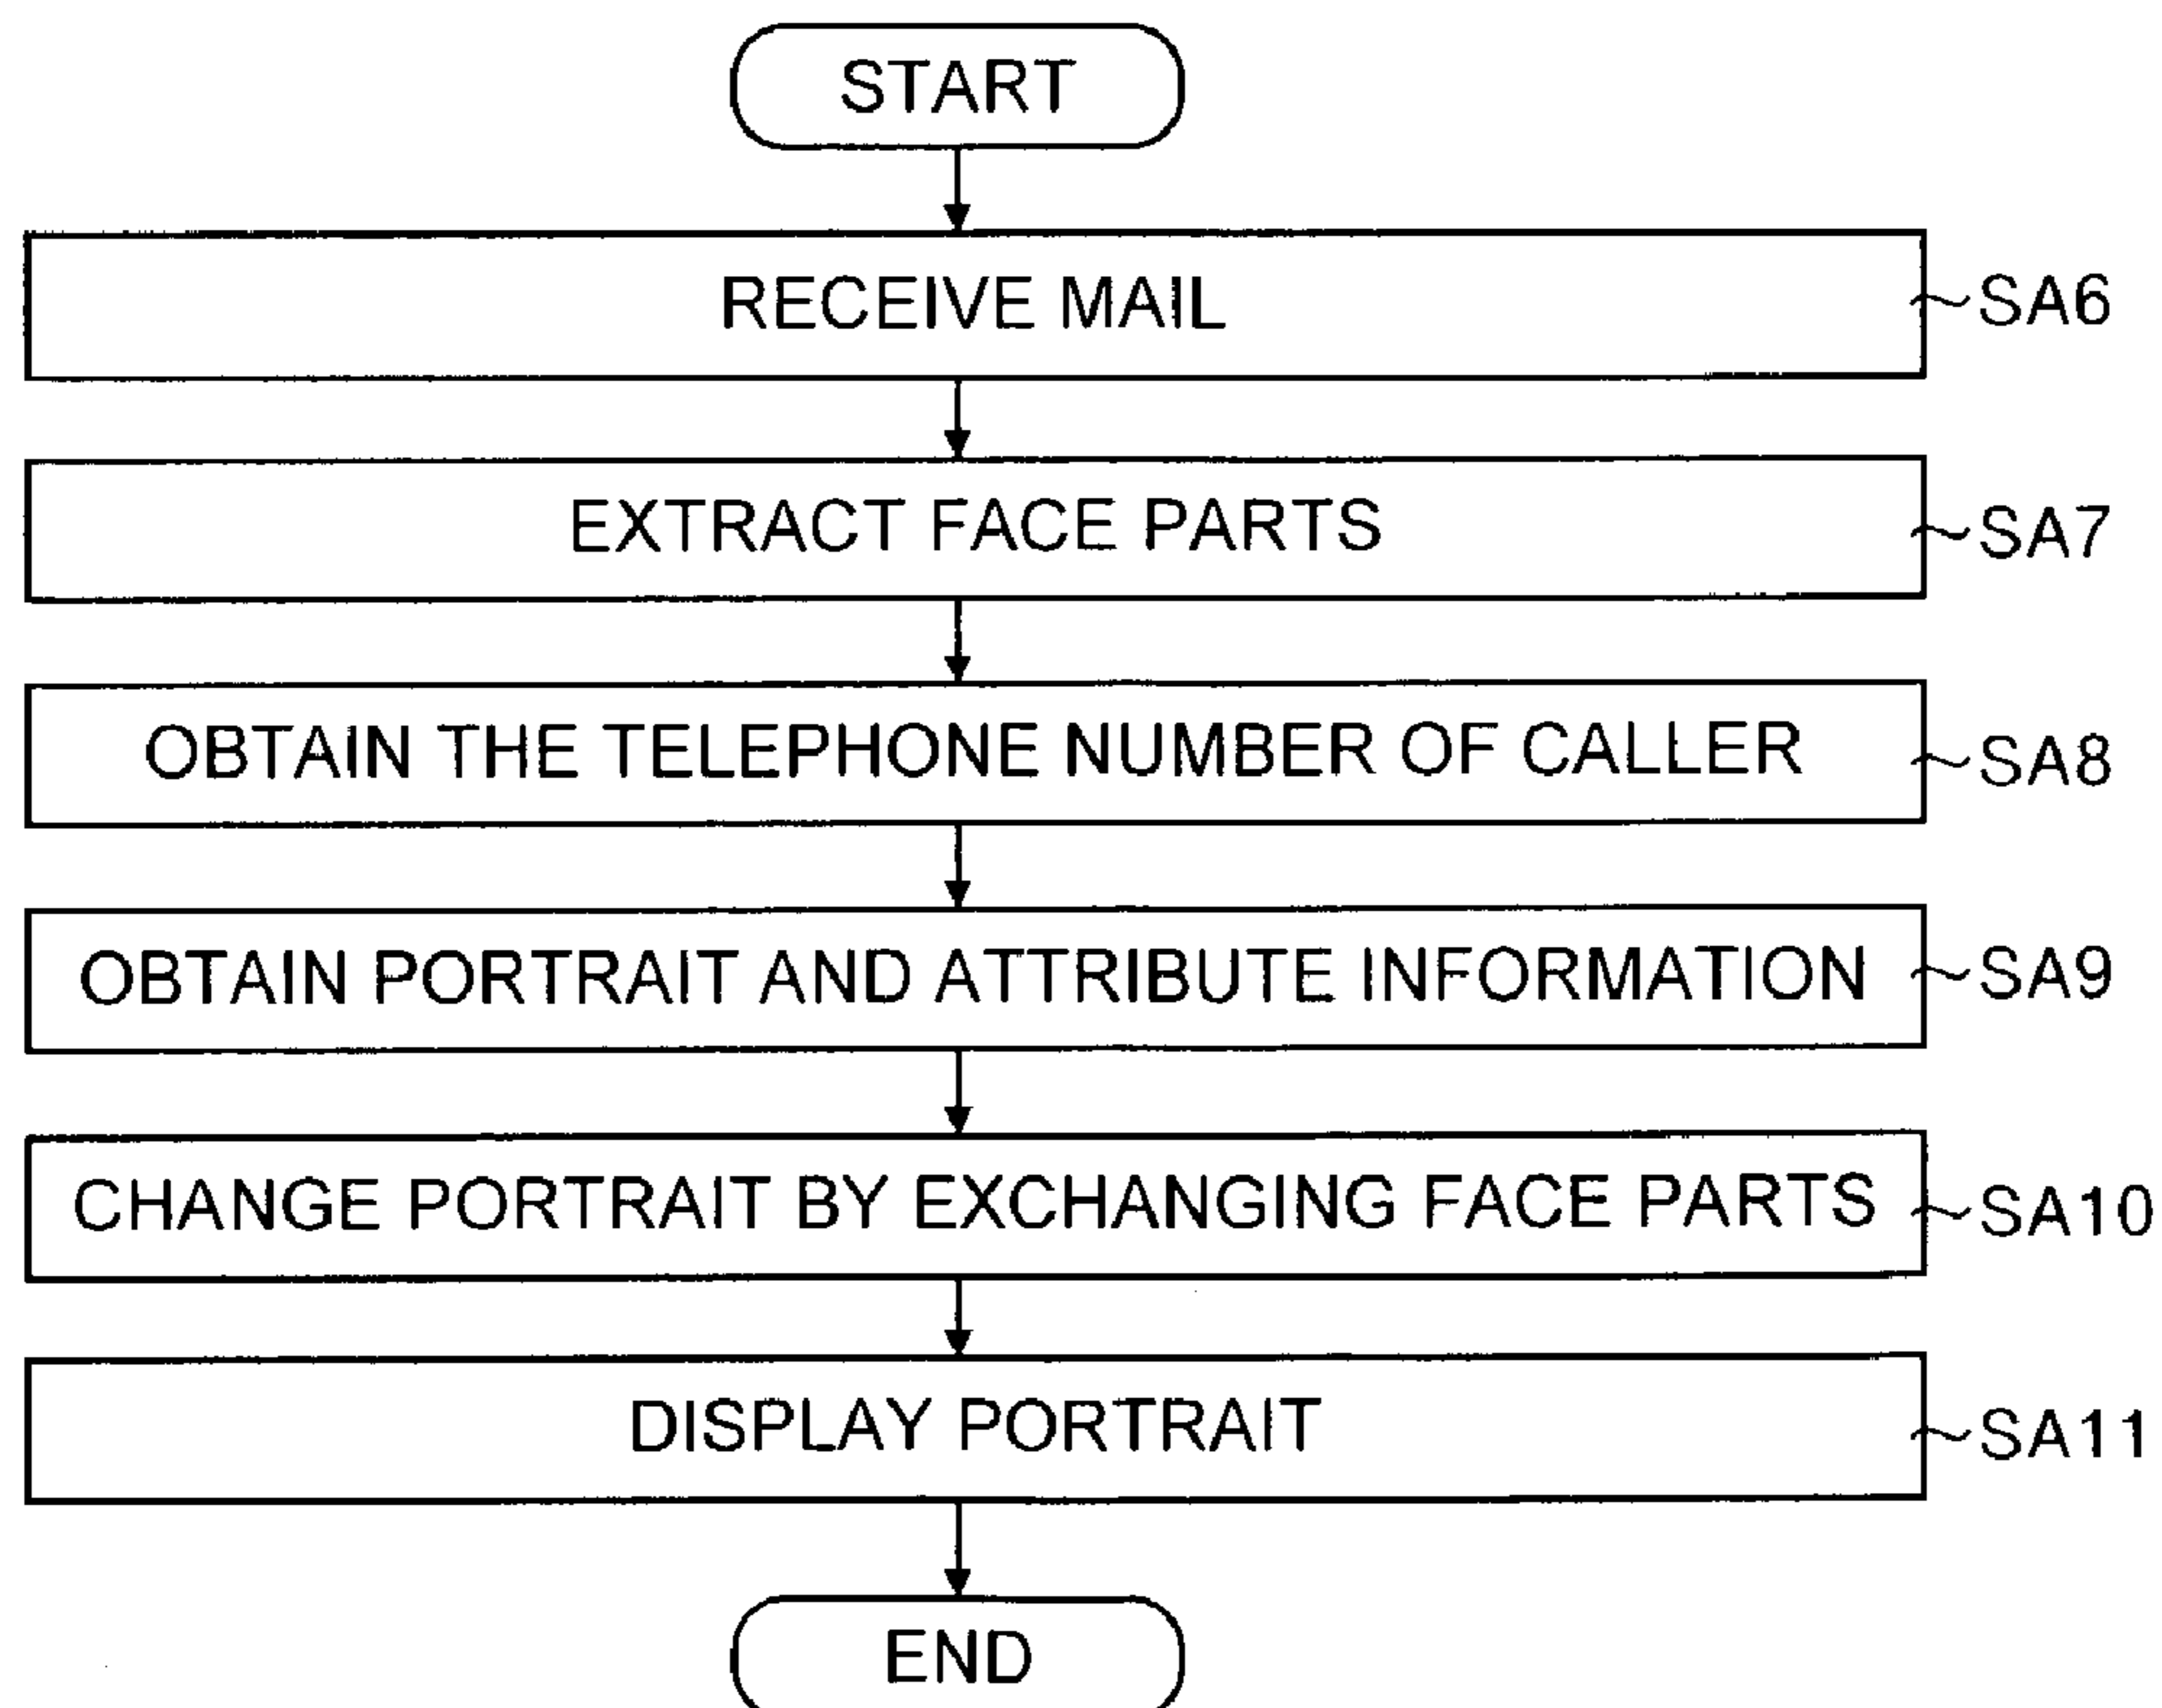 START
RECEIVE MAIL SA6
EXTRACT FACE PARTS SA7
OBTAIN THE TELEPHONE NUMBER OF CALLER SA8
OBTAIN PORTRAIT AND ATTRIBUTE INFORMATION SA9
CHANGE PORTRAIT BY EXCHANGING FACE PARTS SA10
DISPLAY PORTRAIT SA11
END